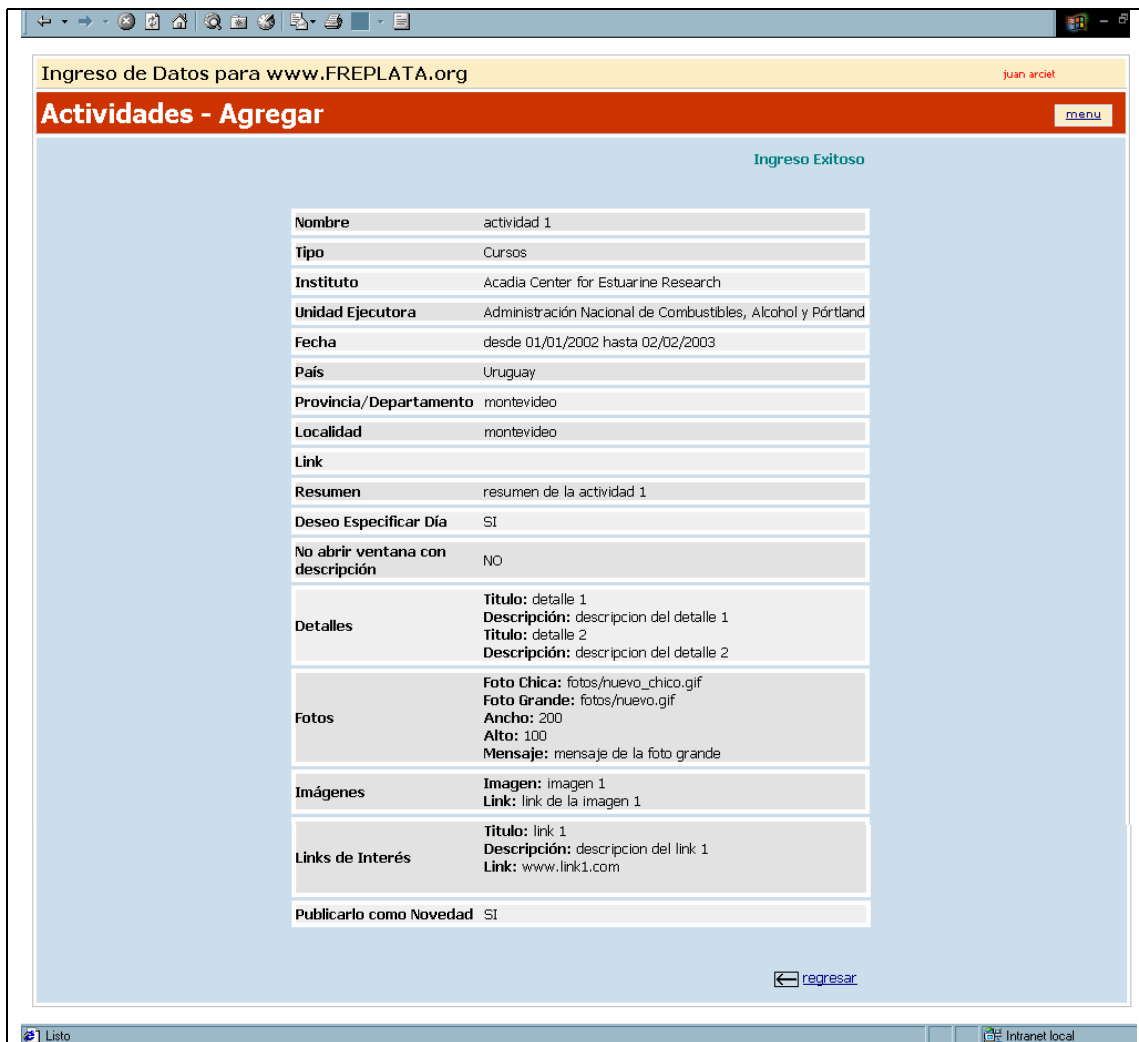 Ingreso de Datos para www.FREPLATA.org
juan arciet
Actividades - Agregar
menu
Ingreso Exitoso
Nombre actividad 1
Tipo Cursos
Instituto Acadia Center for Estuarine Research
Unidad Ejecutora Administración Nacional de Combustibles, Alcohol y Pórtland
Fecha desde 01/01/2002 hasta 02/02/2003
País Uruguay
Provincia/Departamento montevideo
Localidad montevideo
Link
Resumen resumen de la actividad 1
Deseo Especificar Día SI
No abrir ventana con
descripción NO
Detalles
Titulo: detalle 1
Descripción: descripcion del detalle 1
Titulo: detalle 2
Descripción: descripcion del detalle 2
Fotos
Foto Chica: fotos/nuevo_chico.gif
Foto Grande: fotos/nuevo.gif
Ancho: 200
Alto: 100
Mensaje: mensaje de la foto grande
Imágenes
Imagen: imagen 1
Link: link de la imagen 1
Links de Interés
Titulo: link 1
Descripción: descripcion del link 1
Link: www.link1.com
Publicarlo como Novedad SI
regresar
Listo
Intranet local